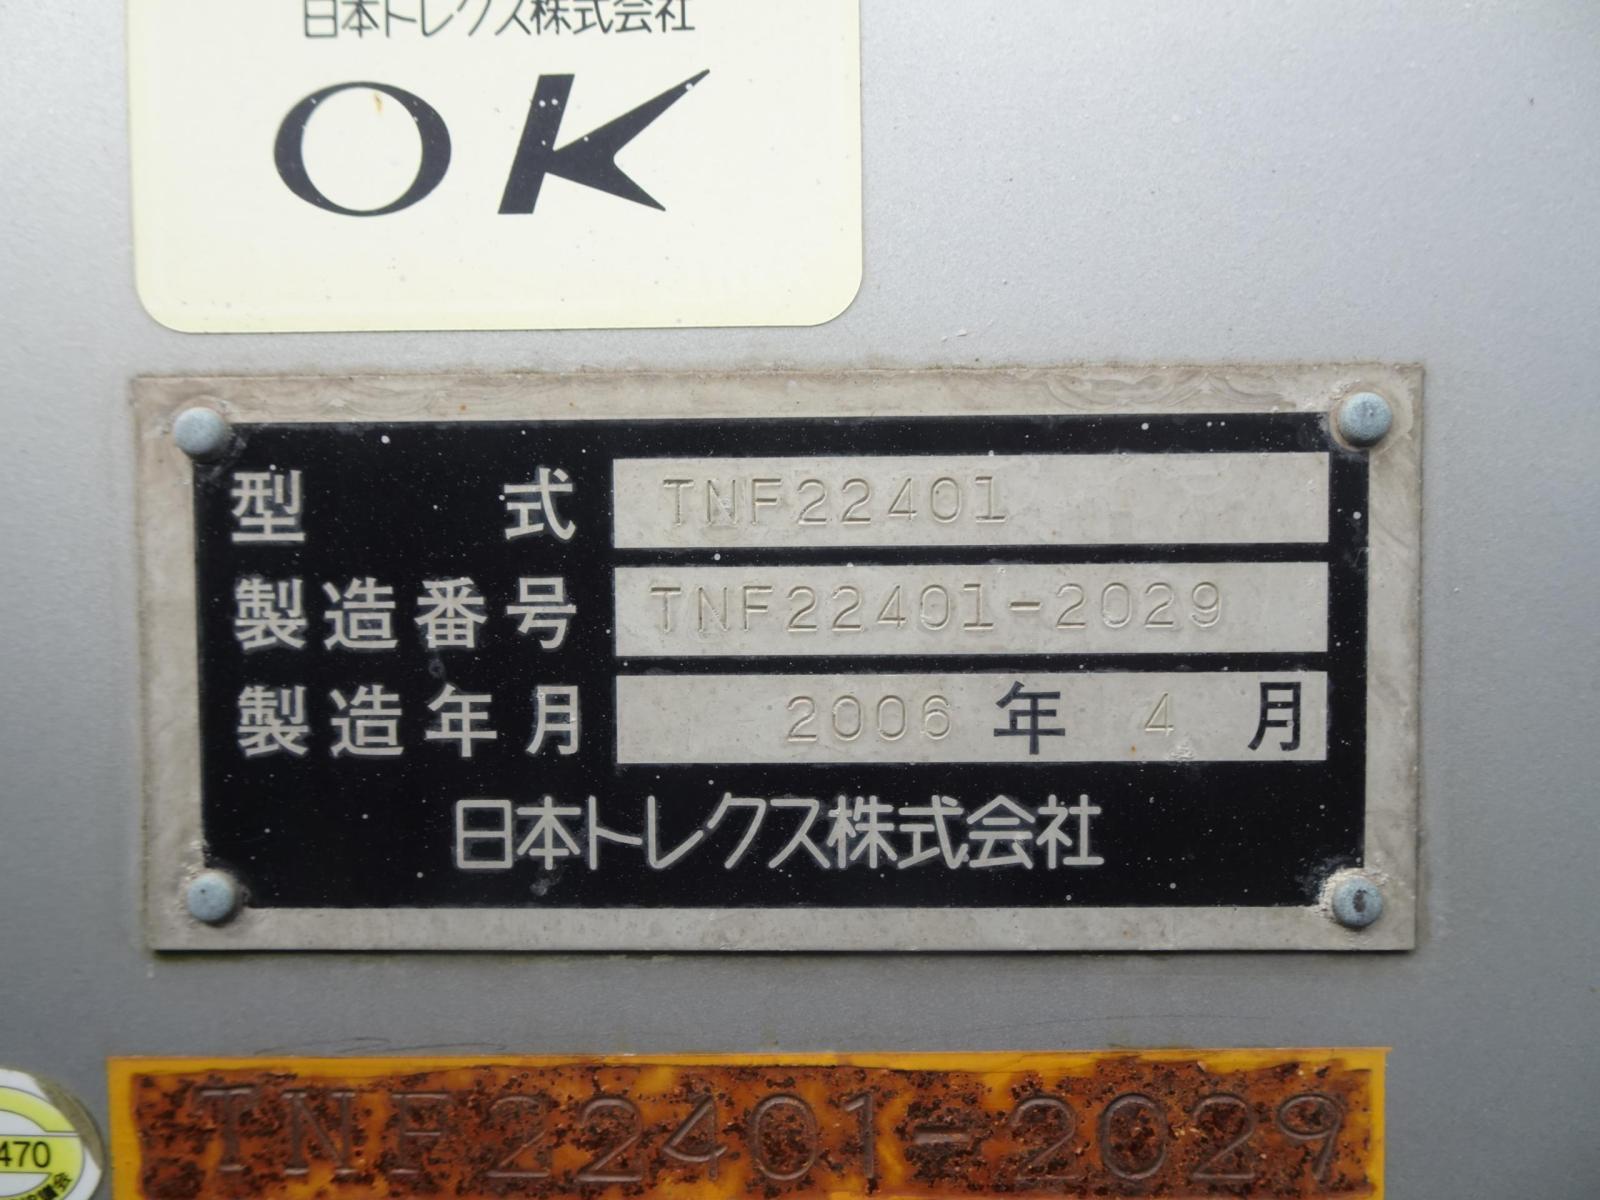 日本トレクス株式会社
OK
型 式 TNF22401
製造番号 TNF22401-2029
製造年月 2006 年 4 月
日本トレクス株式会社
TNF22401-2029
470